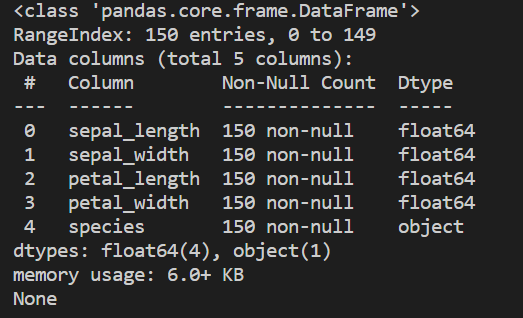 <class 'pandas.core.frame.DataFrame'>
RangeIndex: 150 entries, 0 to 149
Data columns (total 5 columns):
 #   Column        Non-Null Count  Dtype
---  ------        --------------  -----
 0   sepal_length  150 non-null    float64
 1   sepal_width   150 non-null    float64
 2   petal_length  150 non-null    float64
 3   petal_width   150 non-null    float64
 4   species       150 non-null    object
dtypes: float64(4), object(1)
memory usage: 6.0+ KB
None